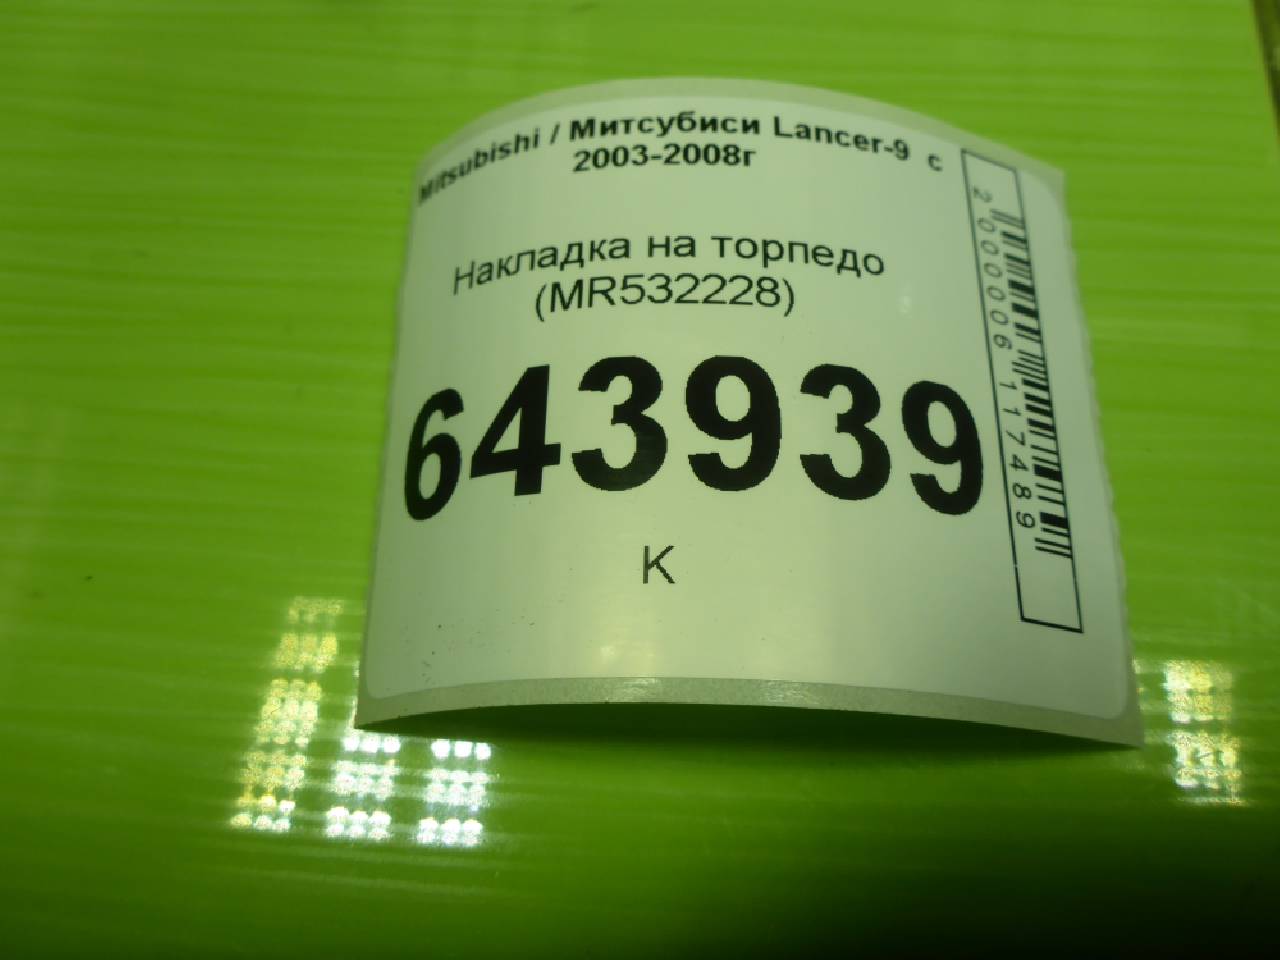 Mitsubishi / Митсубиси Lancer-9 с
2003-2008г
Накладка на торпедо
(MR532228)
643939
К
2000006117489